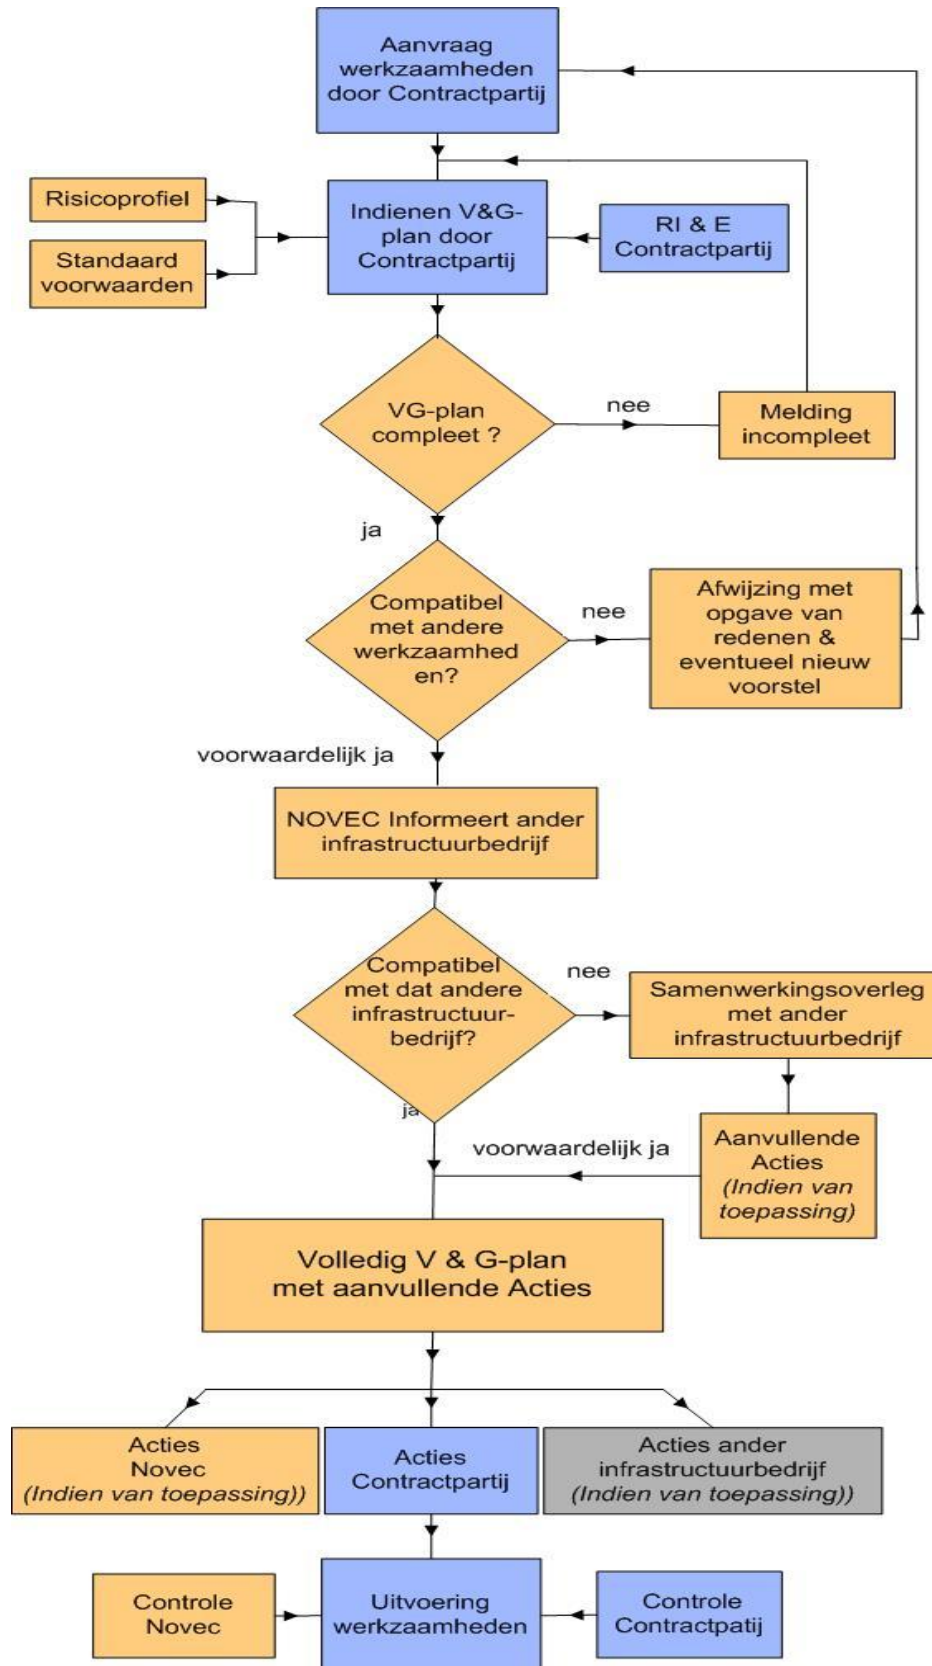 Aanvraag
werkzaamheden
door Contractpartij
Risicoprofiel
Standaard
voorwaarden
Indienen V&G-
plan door
Contractpartij
RI & E
Contractpartij
VG-plan
compleet ?
nee
Melding
incompleet
ja
Compatibel
met andere
werkzaamhed
en?
nee
Afwijzing met
opgave van
redenen &
eventueel nieuw
voorstel
voorwaardelijk ja
NOVEC Informeert ander
infrastructuurbedrijf
Compatibel
met dat andere
infrastructuur-
bedrijf?
nee
Samenwerkingsoverleg
met ander
infrastructuurbedrijf
ja
Aanvullende
Acties
(Indien van
toepassing)
voorwaardelijk ja
Volledig V & G-plan
met aanvullende Acties
Acties
Novec
(Indien van toepassing))
Acties
Contractpartij
Acties ander
infrastructuurbedrijf
(Indien van toepassing))
Controle
Novec
Uitvoering
werkzaamheden
Controle
Contractpatij